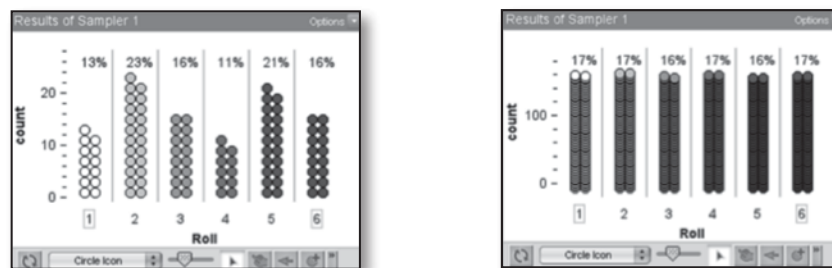 Results of Sampler 1 Options
13% 23% 16% 11% 21% 16%
20
10
0
count
1 2 3 4 5 6
Roll
Circle Icon
Results of Sampler 1 Options
17% 17% 16% 17% 16% 17%
100
0
count
1 2 3 4 5 6
Roll
Circle Icon